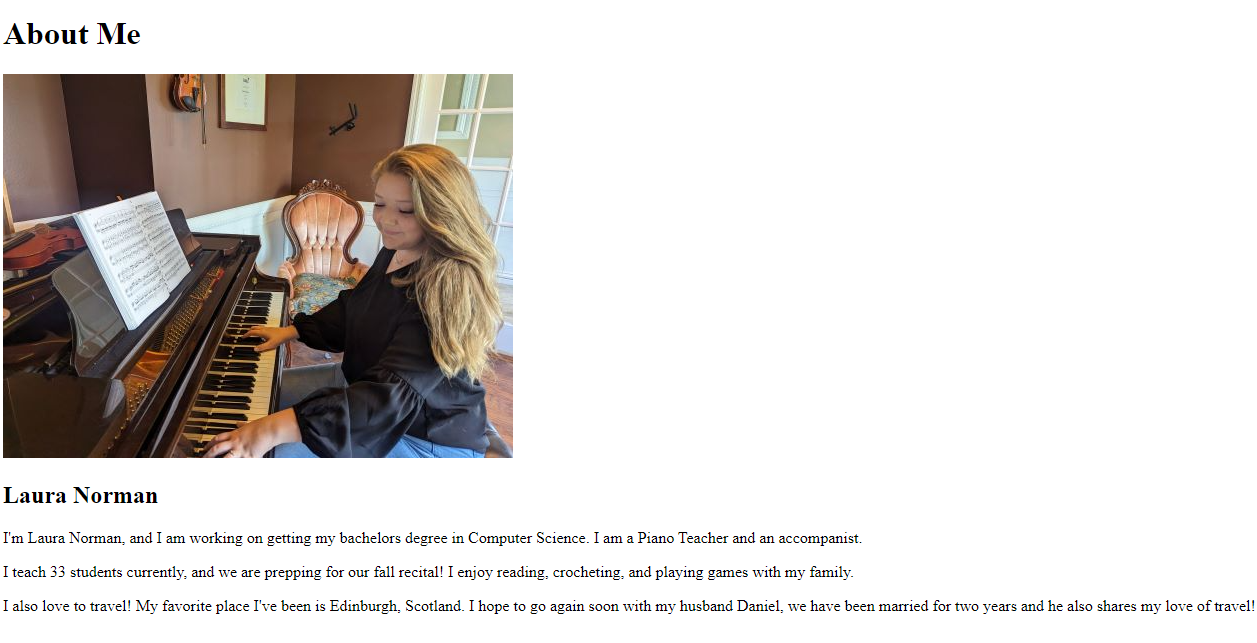 About Me
Laura Norman
I'm Laura Norman, and I am working on getting my bachelors degree in Computer Science. I am a Piano Teacher and an accompanist.
I teach 33 students currently, and we are prepping for our fall recital! I enjoy reading, crocheting, and playing games with my family.
I also love to travel! My favorite place I've been is Edinburgh, Scotland. I hope to go again soon with my husband Daniel, we have been married for two years and he also shares my love of travel!